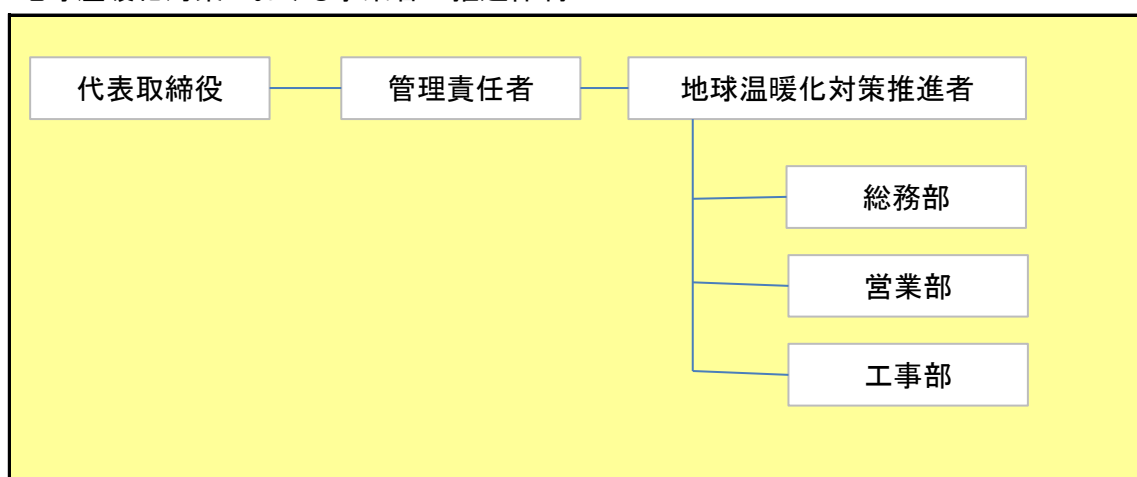 代表取締役
管理責任者
地球温暖化対策推進者
総務部
営業部
工事部